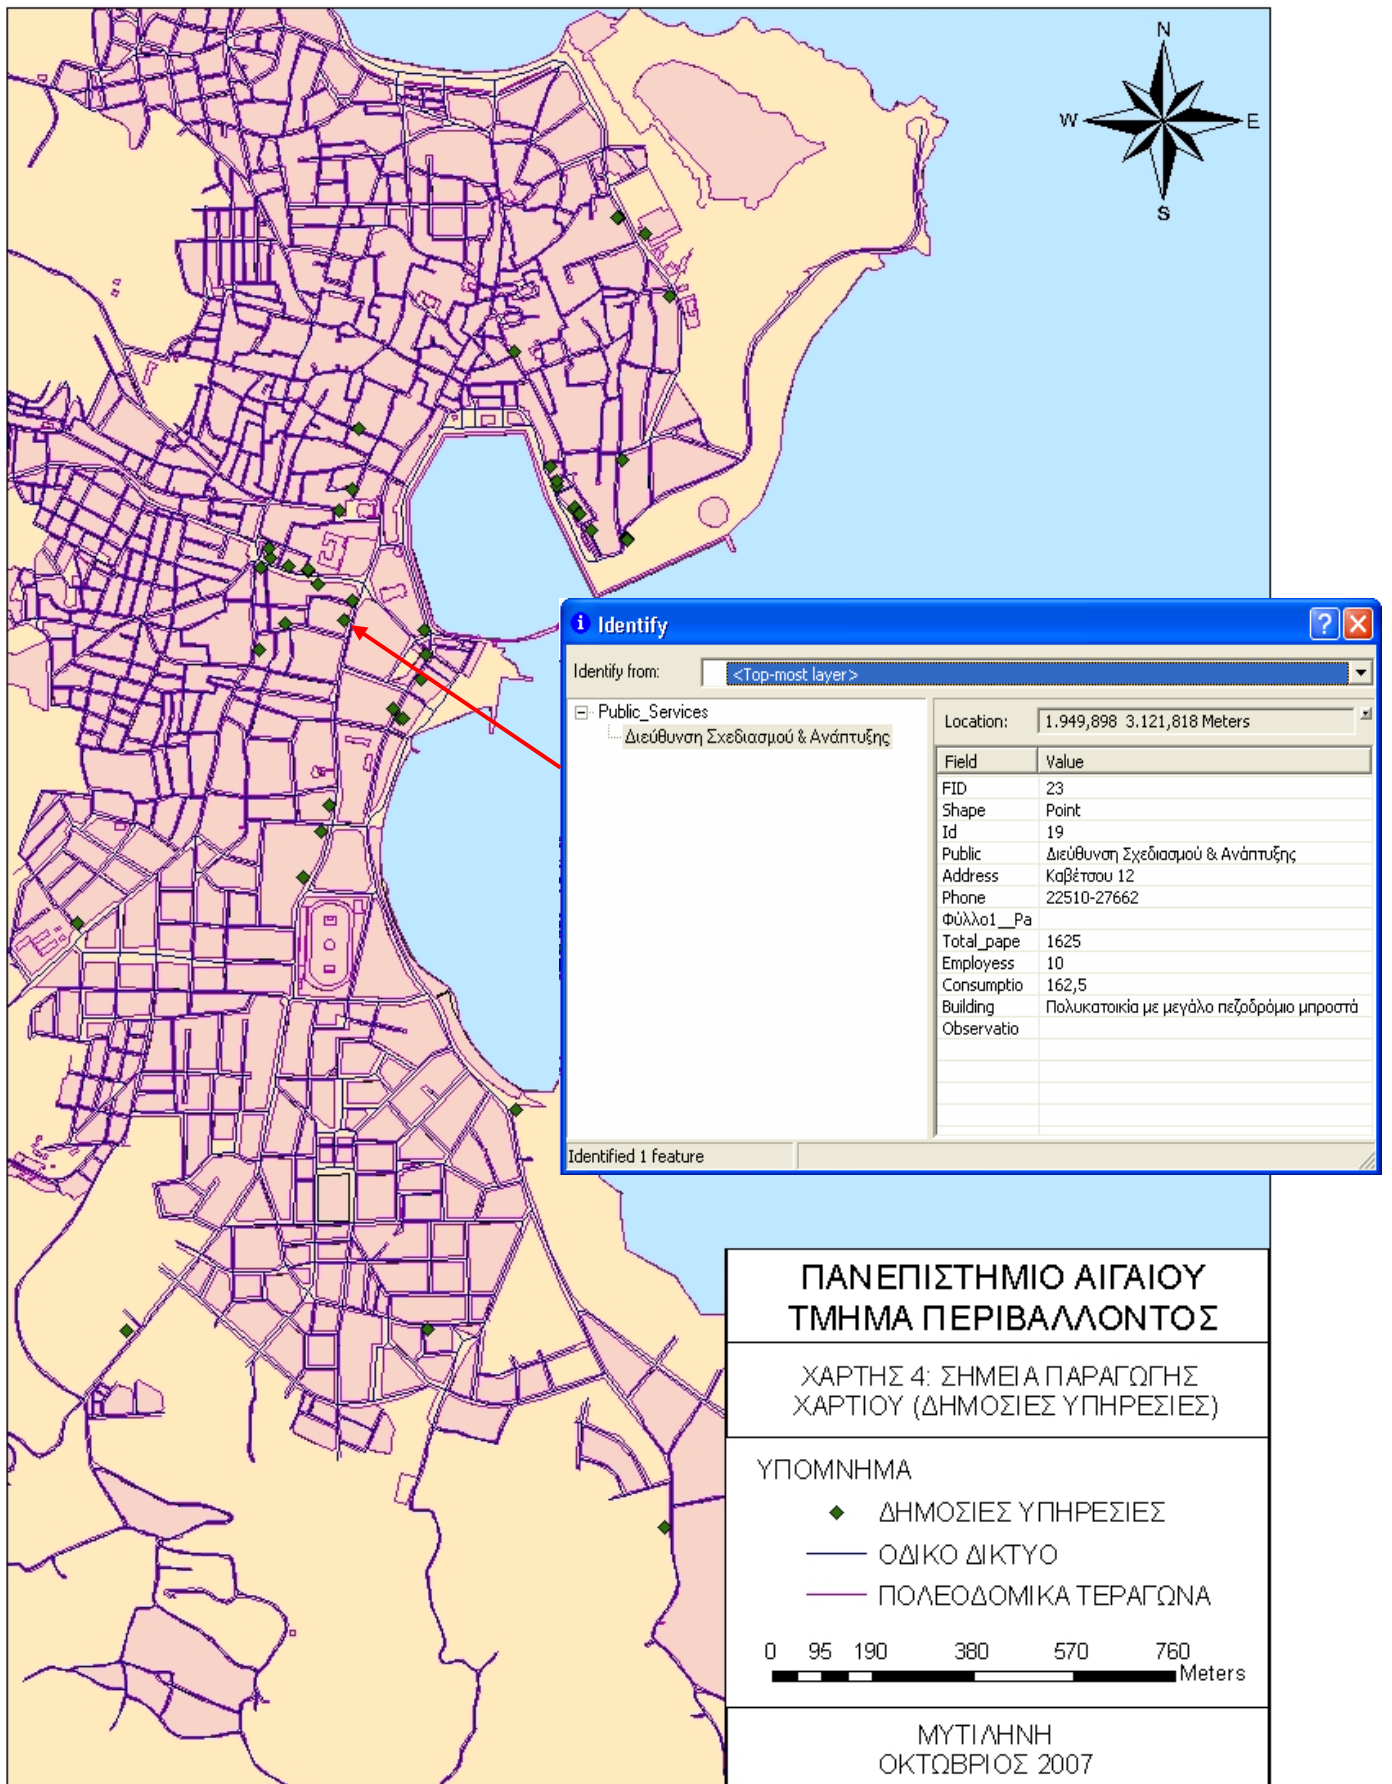 N
W E
S
Identify
Identify from: <Top-most layer>
Public_Services
Διεύθυνση Σχεδιασμού & Ανάπτυξης
Location: 1.949,898 3.121,818 Meters
Field Value
FID 23
Shape Point
Id 19
Public Διεύθυνση Σχεδιασμού & Ανάπτυξης
Address Καβέτσου 12
Phone 22510-27662
Φύλλο1__Pa
Total_pape 1625
Employess 10
Consumptio 162,5
Building Πολυκατοικία με μεγάλο πεζοδρόμιο μπροστά
Observatio
Identified 1 feature
ΠΑΝΕΠΙΣΤΗΜΙΟ ΑΙΓΑΙΟΥ
ΤΜΗΜΑ ΠΕΡΙΒΑΛΛΟΝΤΟΣ
ΧΑΡΤΗΣ 4: ΣΗΜΕΙΑ ΠΑΡΑΓΩΓΗΣ
ΧΑΡΤΙΟΥ (ΔΗΜΟΣΙΕΣ ΥΠΗΡΕΣΙΕΣ)
ΥΠΟΜΝΗΜΑ
ΔΗΜΟΣΙΕΣ ΥΠΗΡΕΣΙΕΣ
ΟΔΙΚΟ ΔΙΚΤΥΟ
ΠΟΛΕΟΔΟΜΙΚΑ ΤΕΡΑΓΩΝΑ
0 95 190 380 570 760
Meters
ΜΥΤΙΛΗΝΗ
ΟΚΤΩΒΡΙΟΣ 2007